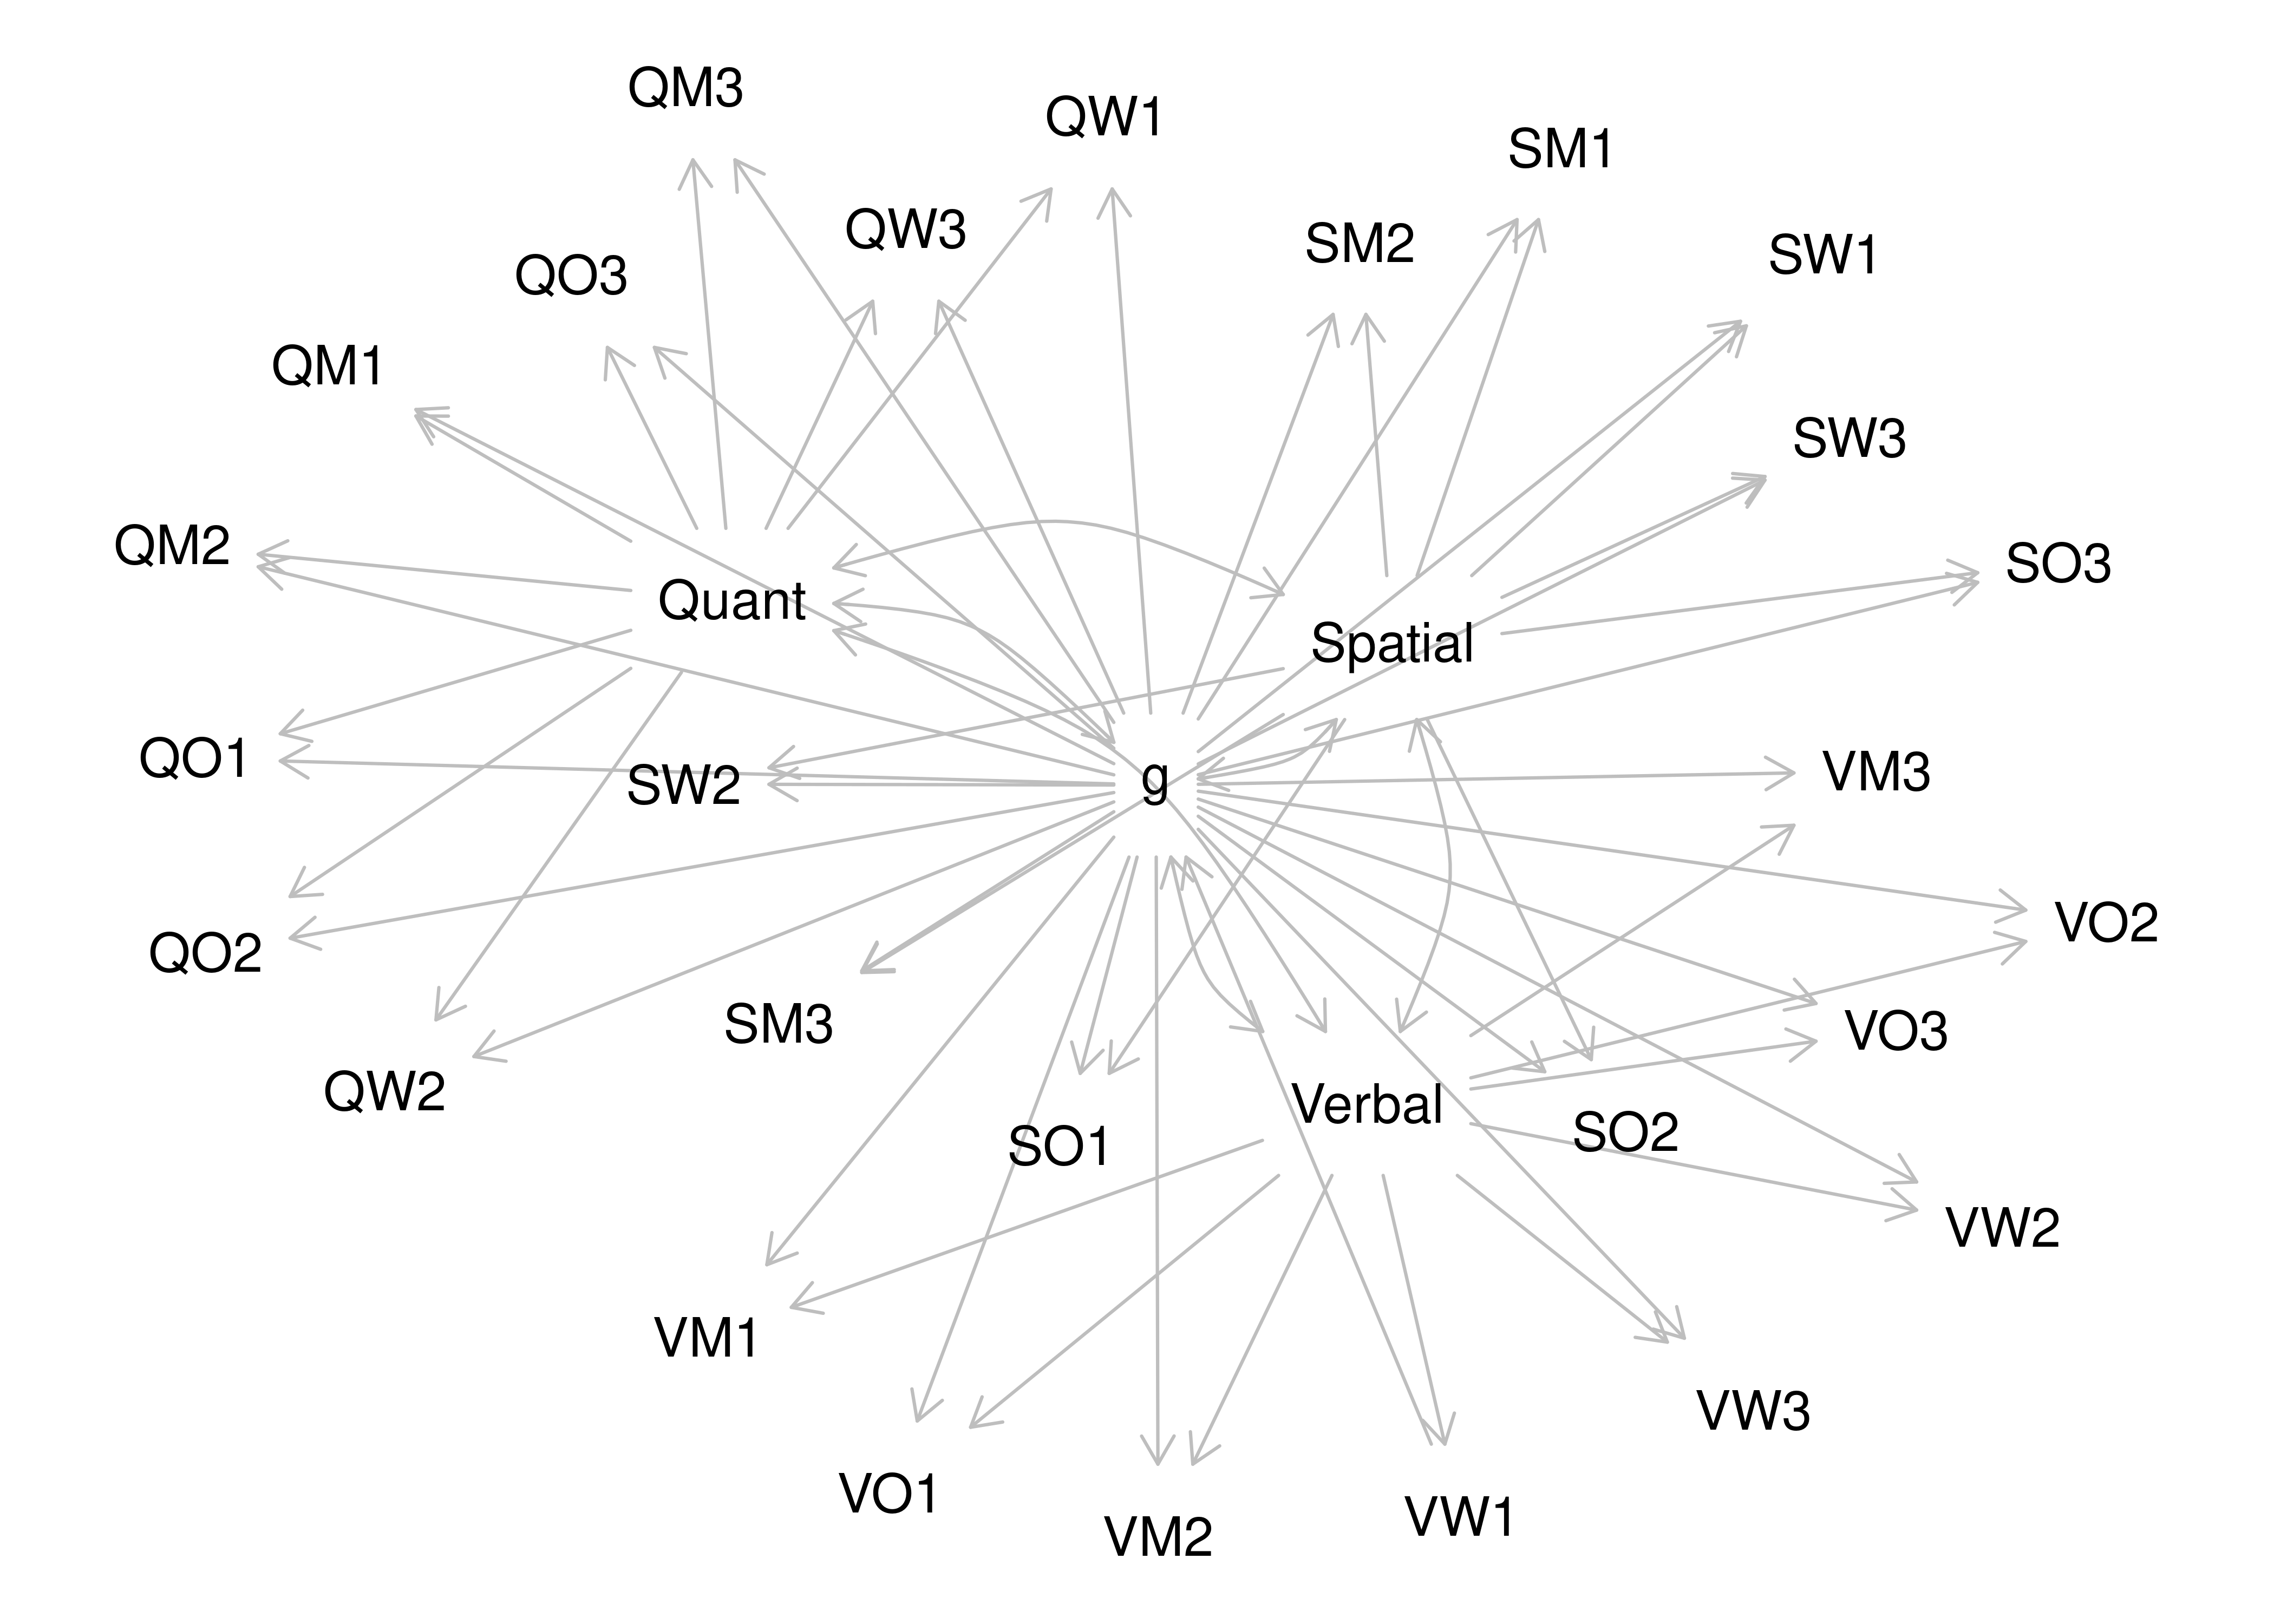 QM3
QW1
SM1
QW3
SM2
SW1
QO3
QM1
SW3
QM2
SO3
Quant
Spatial
QO1
SW2
g
VM3
QO2
VO2
SM3
VO3
QW2
Verbal
SO1
SO2
VW2
VM1
VW3
VO1
VM2
VW1